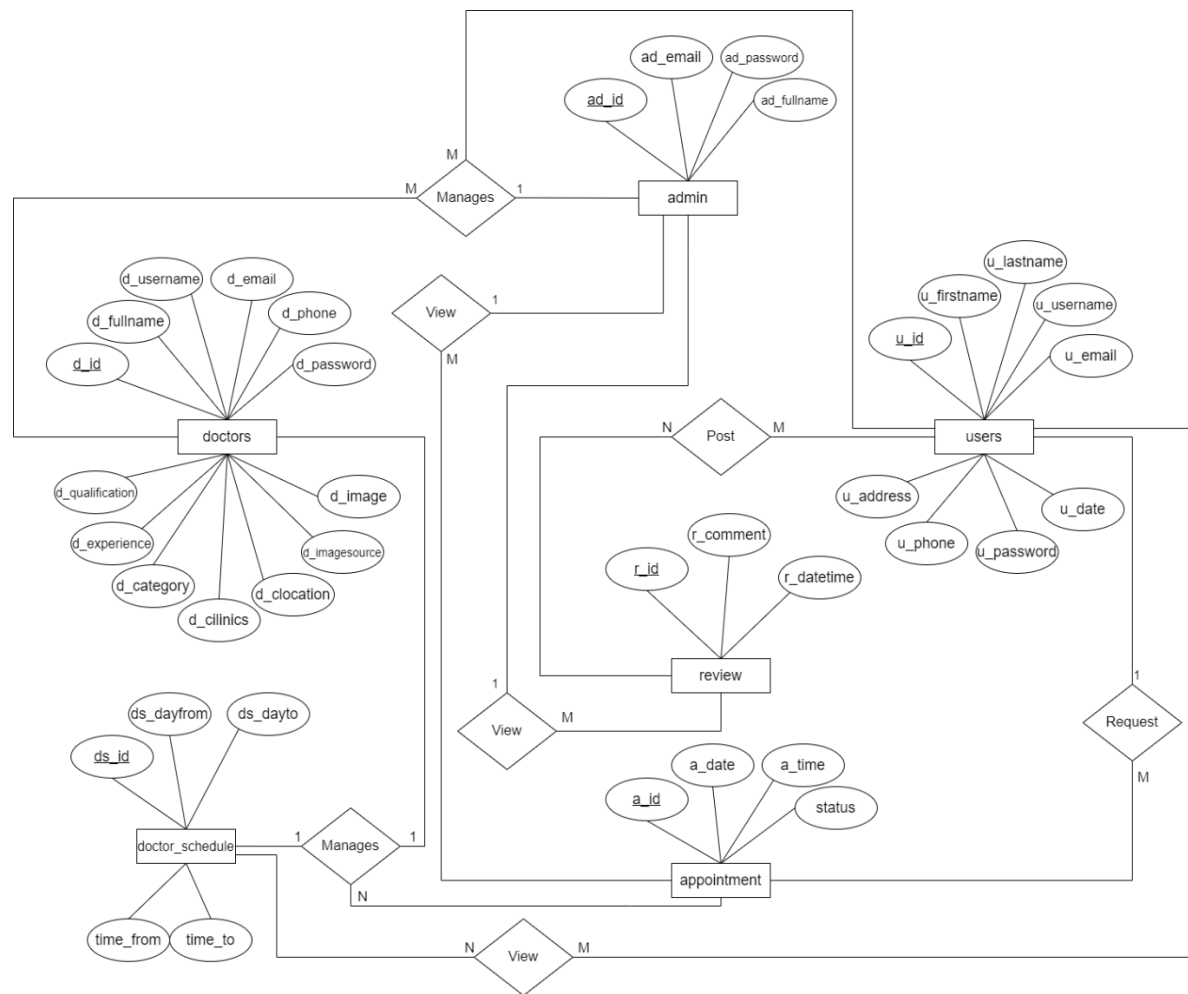 ad_email
ad_password
ad_id
ad_fullname
M
M
Manages
1
admin
d_username
d_email
d_fullname
d_phone
d_id
d_password
doctors
View
1
M
u_lastname
u_firstname
u_username
u_id
u_email
N
Post
M
users
d_qualification
d_image
d_experience
d_imagesource
d_category
d_clocation
d_cilinics
u_address
u_date
u_phone
u_password
r_comment
r_id
r_datetime
review
1
View
M
1
Request
M
ds_dayfrom
ds_dayto
ds_id
doctor_schedule
1
Manages
1
N
time_from
time_to
a_date
a_time
a_id
status
appointment
N
View
M